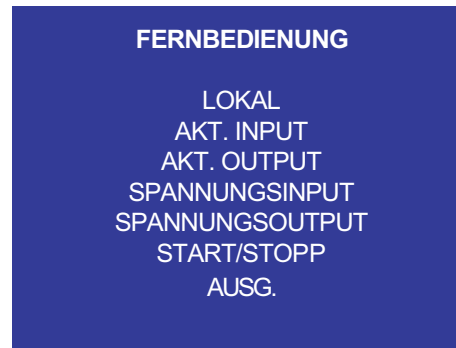 FERNBEDIENUNG
LOKAL
AKT. INPUT
AKT. OUTPUT
SPANNUNGSINPUT
SPANNUNGSOUTPUT
START/STOPP
AUSG.